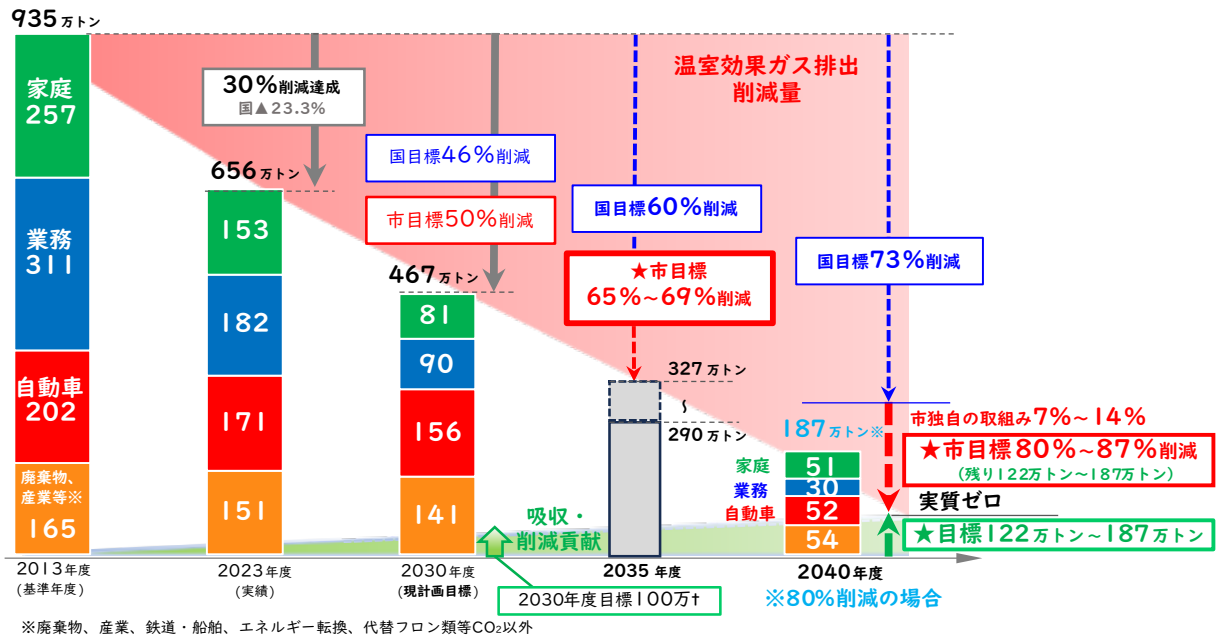 935万トン
家庭
257
業務
311
自動車
202
廃棄物、
産業等※
165
2013年度
(基準年度)
30%削減達成
国▲23.3%
656万トン
153
182
171
151
2023年度
(実績)
国目標46%削減
市目標50%削減
467万トン
81
90
156
141
2030年度
(現計画目標)
吸収・
削減貢献
2030年度目標100万t
温室効果ガス排出
削減量
国目標60%削減
★市目標
65%~69%削減
327万トン
~
290万トン
2035年度
国目標73%削減
187万トン※
家庭
51
業務
30
自動車
52
54
2040年度
※80%削減の場合
市独自の取組み7%~14%
★市目標80%~87%削減
(残り122万トン~187万トン)
実質ゼロ
★目標122万トン~187万トン
※廃棄物、産業、鉄道・船舶、エネルギー転換、代替フロン類等CO₂以外